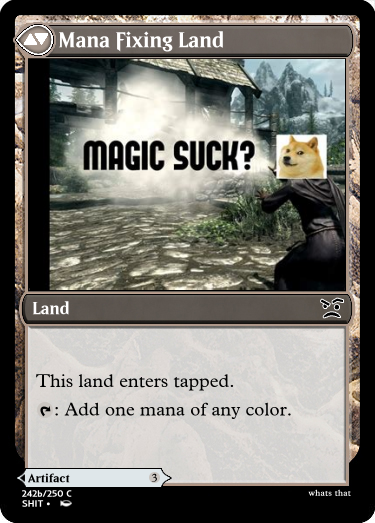 Mana Fixing Land
MAGIC SUCK?
Land
This land enters tapped.
: Add one mana of any color.
Artifact 3
242b/250 C
SHIT •
whats that